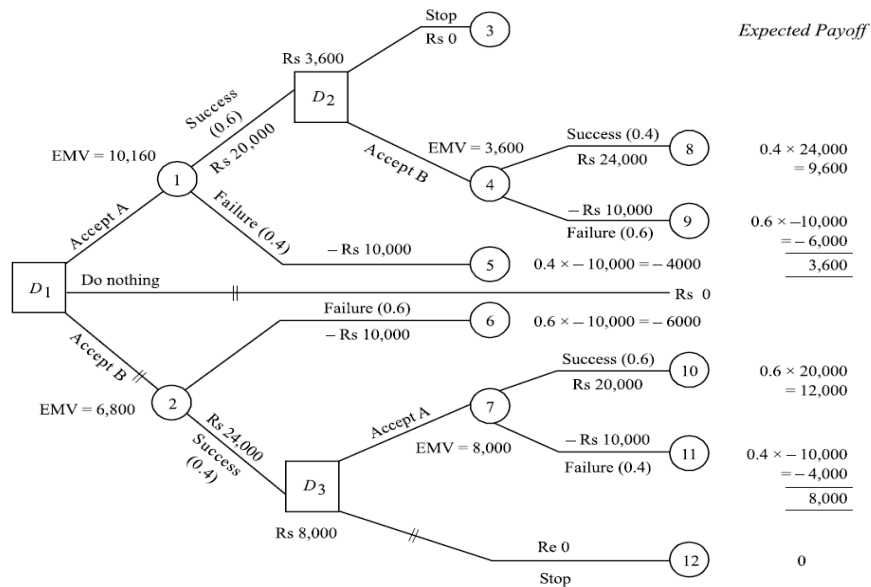 Stop
Rs 0
3
Expected Payoff
Rs 3,600
D2
Success
(0.6)
Rs 20,000
EMV = 10,160
1
Accept B
EMV = 3,600
4
Success (0.4)
Rs 24,000
8
0.4 × 24,000
= 9,600
– Rs 10,000
Failure (0.6)
9
0.6 × –10,000
= – 6,000
3,600
Accept A
Failure (0.4)
– Rs 10,000
5
0.4 × – 10,000 = – 4000
D1
Do nothing
Rs 0
Failure (0.6)
– Rs 10,000
6
0.6 × – 10,000 = – 6000
Accept B
EMV = 6,800
2
Rs 24,000
Success
(0.4)
Accept A
7
EMV = 8,000
Success (0.6)
Rs 20,000
10
0.6 × 20,000
= 12,000
– Rs 10,000
Failure (0.4)
11
0.4 × – 10,000
= – 4,000
8,000
D3
Rs 8,000
Re 0
Stop
12
0